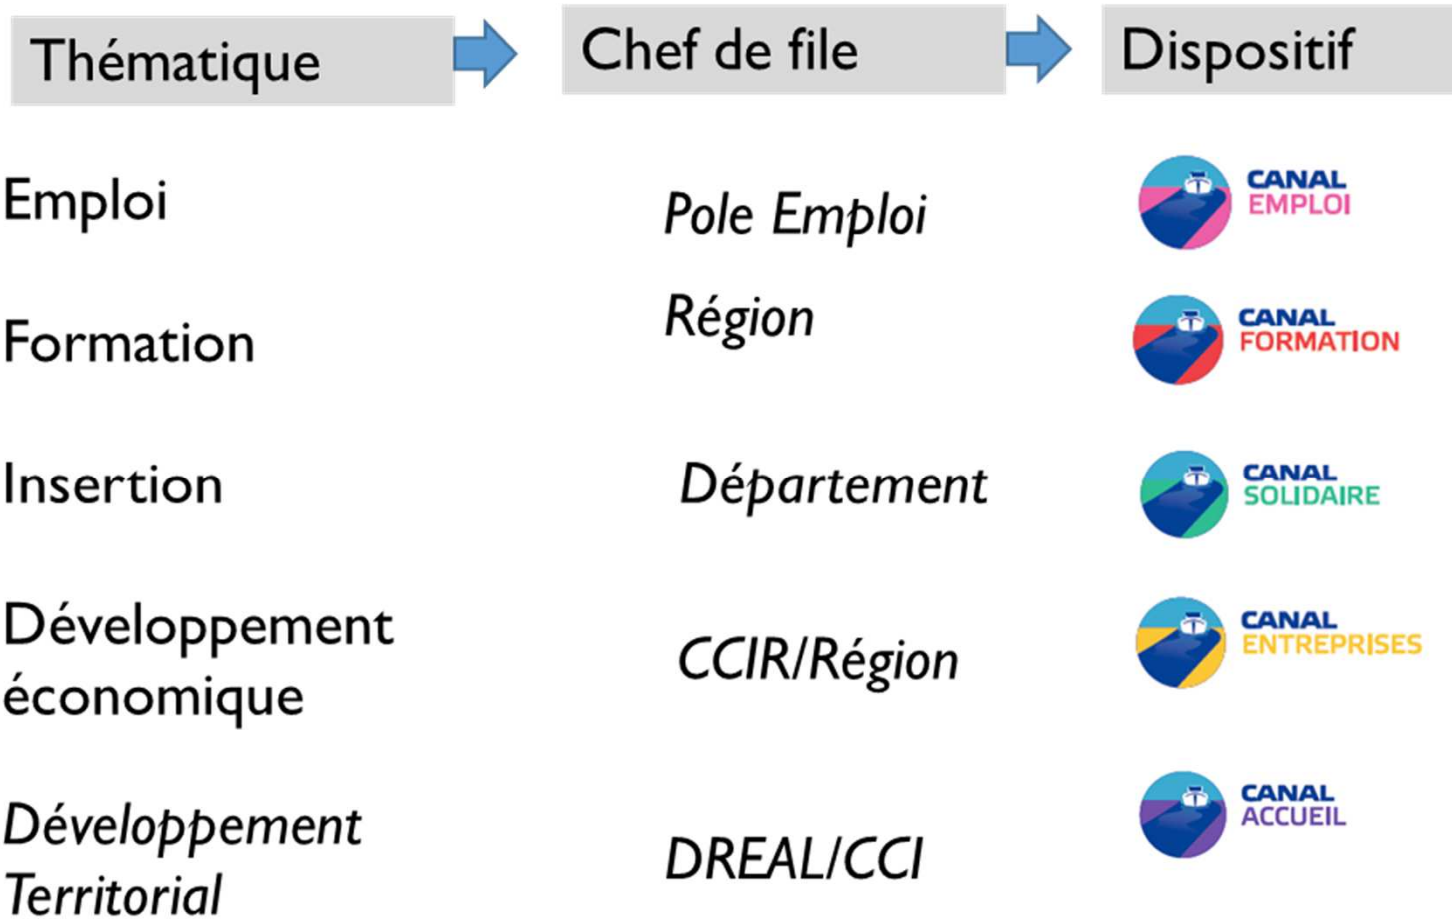 Thématique
Chef de file
Dispositif
Emploi
Pole Emploi
CANAL
EMPLOI
Formation
Région
CANAL
FORMATION
Insertion
Département
CANAL
SOLIDAIRE
Développement
économique
CCIR/Région
CANAL
ENTREPRISES
Développement
Territorial
DREAL/CCI
CANAL
ACCUEIL